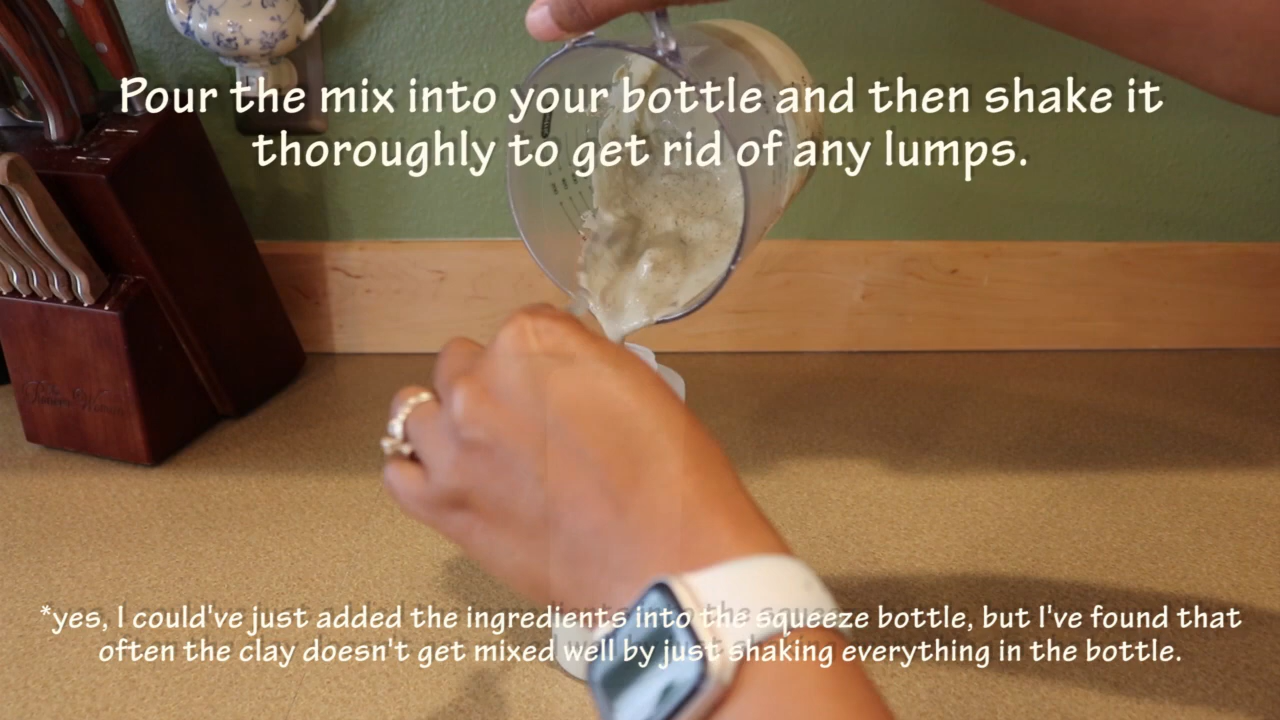 Pour the mix into your bottle and then shake it
thoroughly to get rid of any lumps.
*yes, I could've just added the ingredients into the squeeze bottle, but I've found that
often the clay doesn't get mixed well by just shaking everything in the bottle.